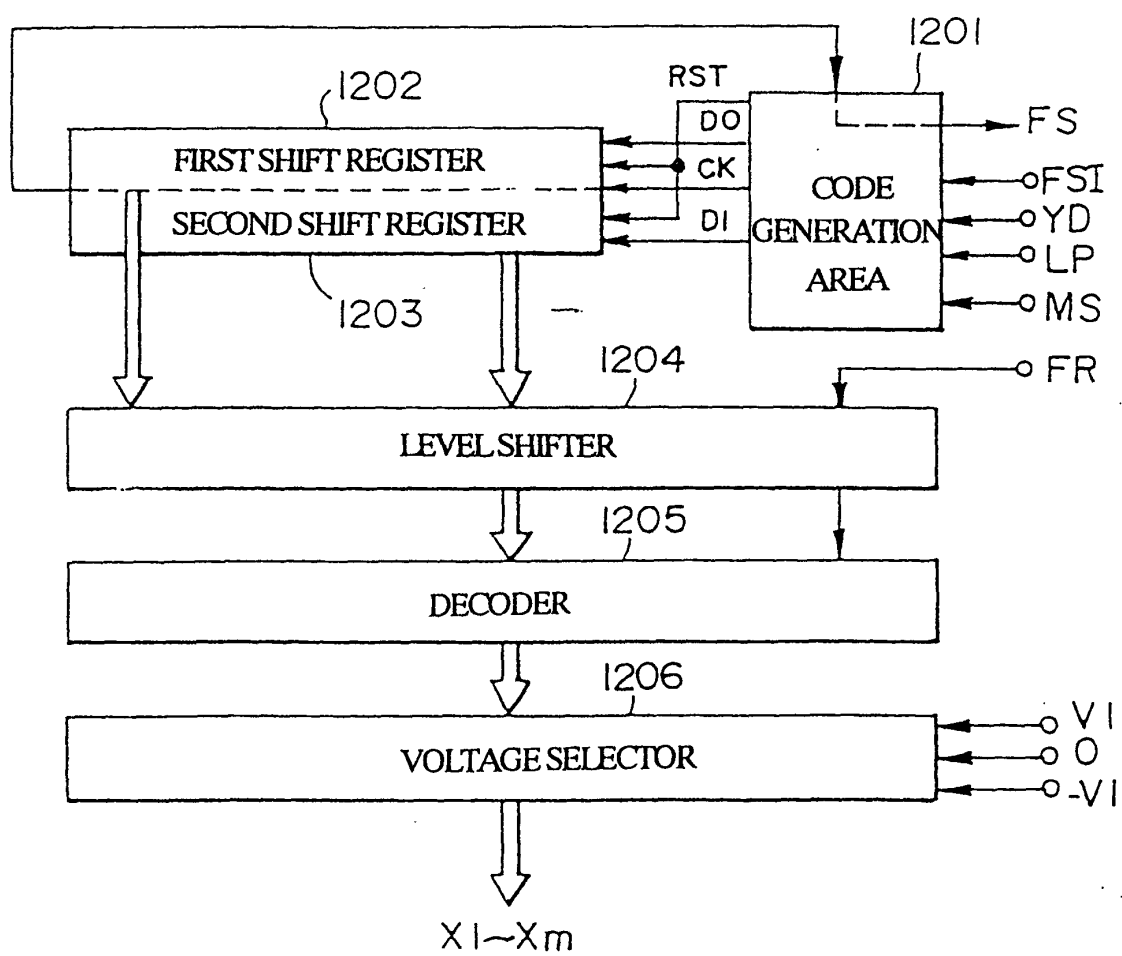 1201
RST
1202
DO
FS
FIRST SHIFT REGISTER
CK
CODE
GENERATION
AREA
FSI
SECOND SHIFT REGISTER
DI
YD
LP
1203
MS
1204
FR
LEVEL SHIFTER
1205
DECODER
1206
VOLTAGE SELECTOR
V1
0
-V1
X1~Xm